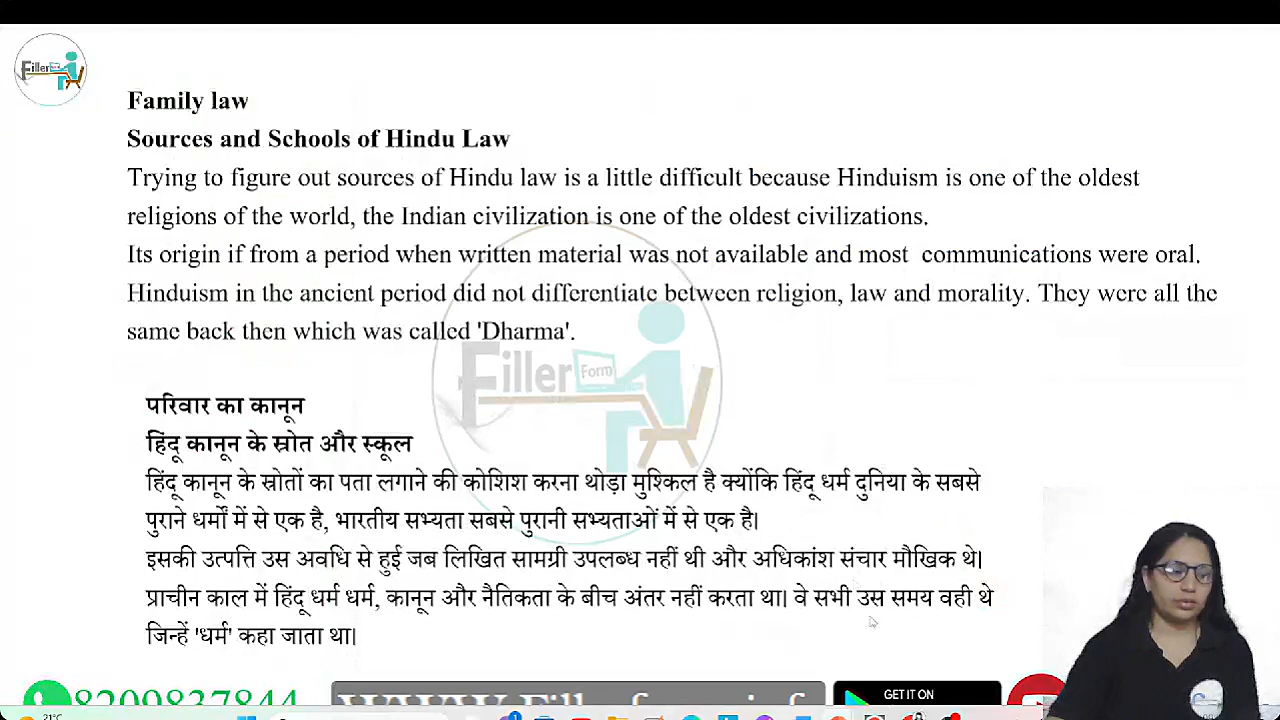 Filler
Family law
Sources and Schools of Hindu Law
Trying to figure out sources of Hindu law is a little difficult because Hinduism is one of the oldest
religions of the world, the Indian civilization is one of the oldest civilizations.
Its origin if from a period when written material was not available and most communications were oral.
Hinduism in the ancient period did not differentiate between religion, law and morality. They were all the
same back then which was called 'Dharma'.
Filler Form
परिवार का कानून
हिंदू कानून के स्रोत और स्कूल
हिंदू कानून के स्रोतों का पता लगाने की कोशिश करना थोड़ा मुश्किल है क्योंकि हिंदू धर्म दुनिया के सबसे
पुराने धर्मों में से एक है, भारतीय सभ्यता सबसे पुरानी सभ्यताओं में से एक है।
इसकी उत्पत्ति उस अवधि से हुई जब लिखित सामग्री उपलब्ध नहीं थी और अधिकांश संचार मौखिक थे।
प्राचीन काल में हिंदू धर्म धर्म, कानून और नैतिकता के बीच अंतर नहीं करता था। वे सभी उस समय वही थे
जिन्हें 'धर्म' कहा जाता था।
8209837844
GET IT ON
21°C